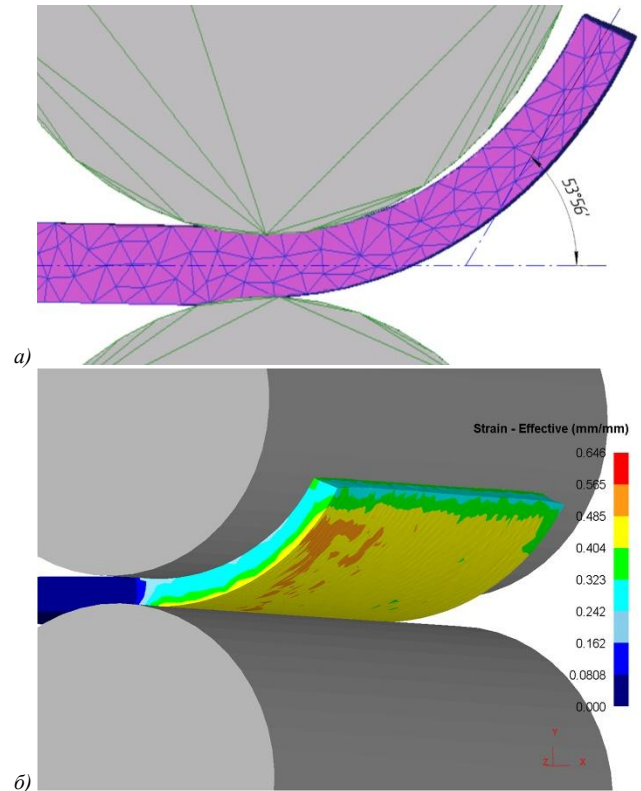 53°56'
а)
Strain - Effective (mm/mm)
0.646
0.565
0.485
0.404
0.323
0.242
0.162
0.0808
0.000
Y
Z X
б)